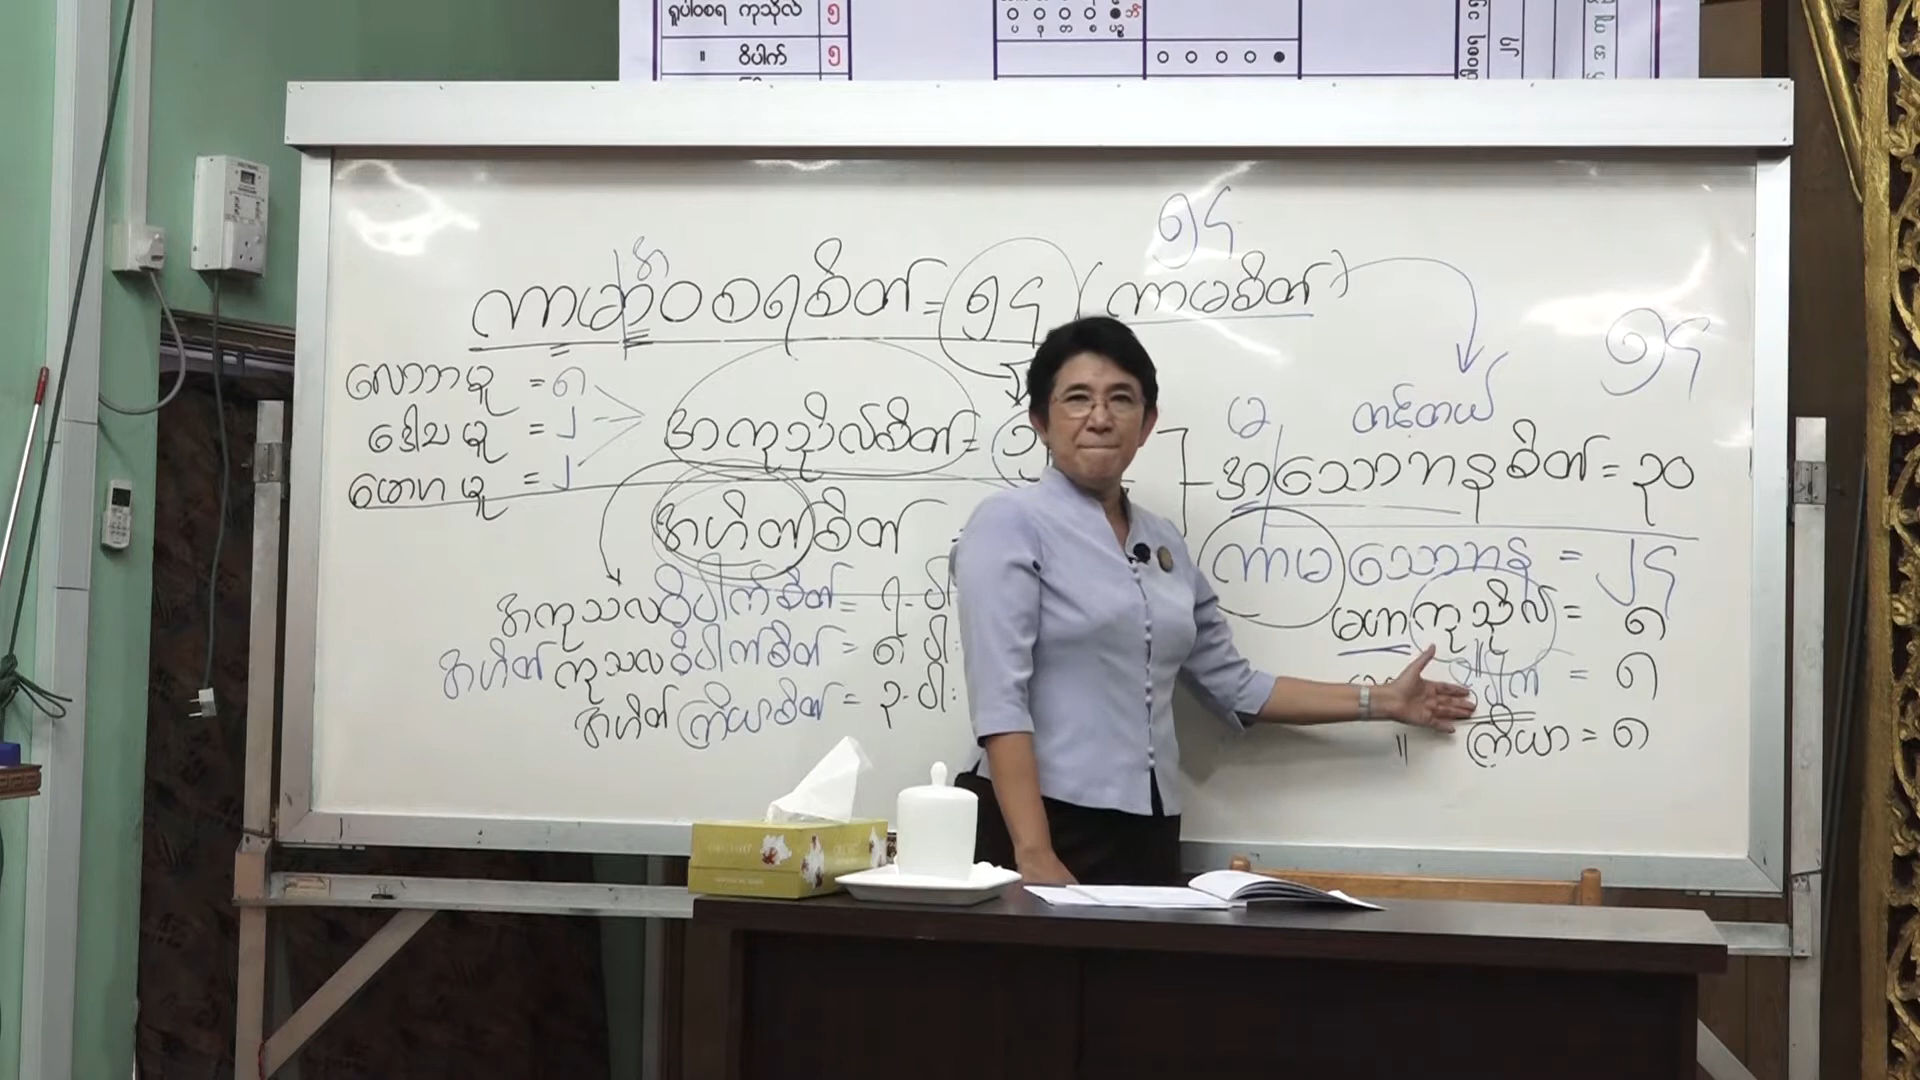 ရူပါဝစရ ကုသိုလ် ၅
" ဝိပါက် ၅
၅၄
ကာမာဝစရစိတ် = ၅၄ (ကာမစိတ်)
၅၄
လောဘမူ = ၈
ဒေါသမူ = ၂
မောဟမူ = ၂
အကုသိုလ်စိတ် =
မ တင့်တယ်
အသောဘနစိတ် = ၃၀
အဟိတ်စိတ်
ကာမသောဘန = ၂၄
အကုသလဝိပါက်စိတ် = ၇-ပါး
အဟိတ်ကုသလဝိပါက်စိတ် = ၈ ပါး
အဟိတ်ကြိယာစိတ် = ၃-ပါး
မဟာကုသိုလ် = ၈
ဝိပါက် = ၈
" ကြိယာ = ၈